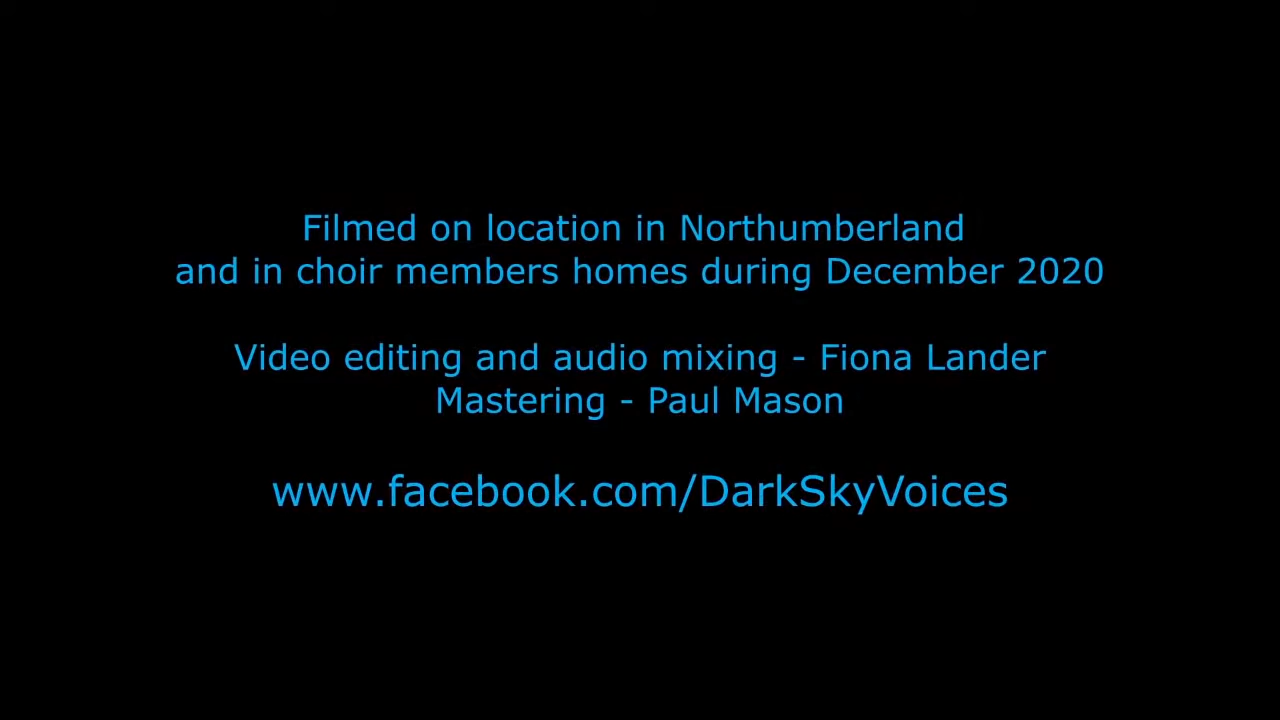 Filmed on location in Northumberland
and in choir members homes during December 2020
Video editing and audio mixing - Fiona Lander
Mastering - Paul Mason
www.facebook.com/DarkSkyVoices